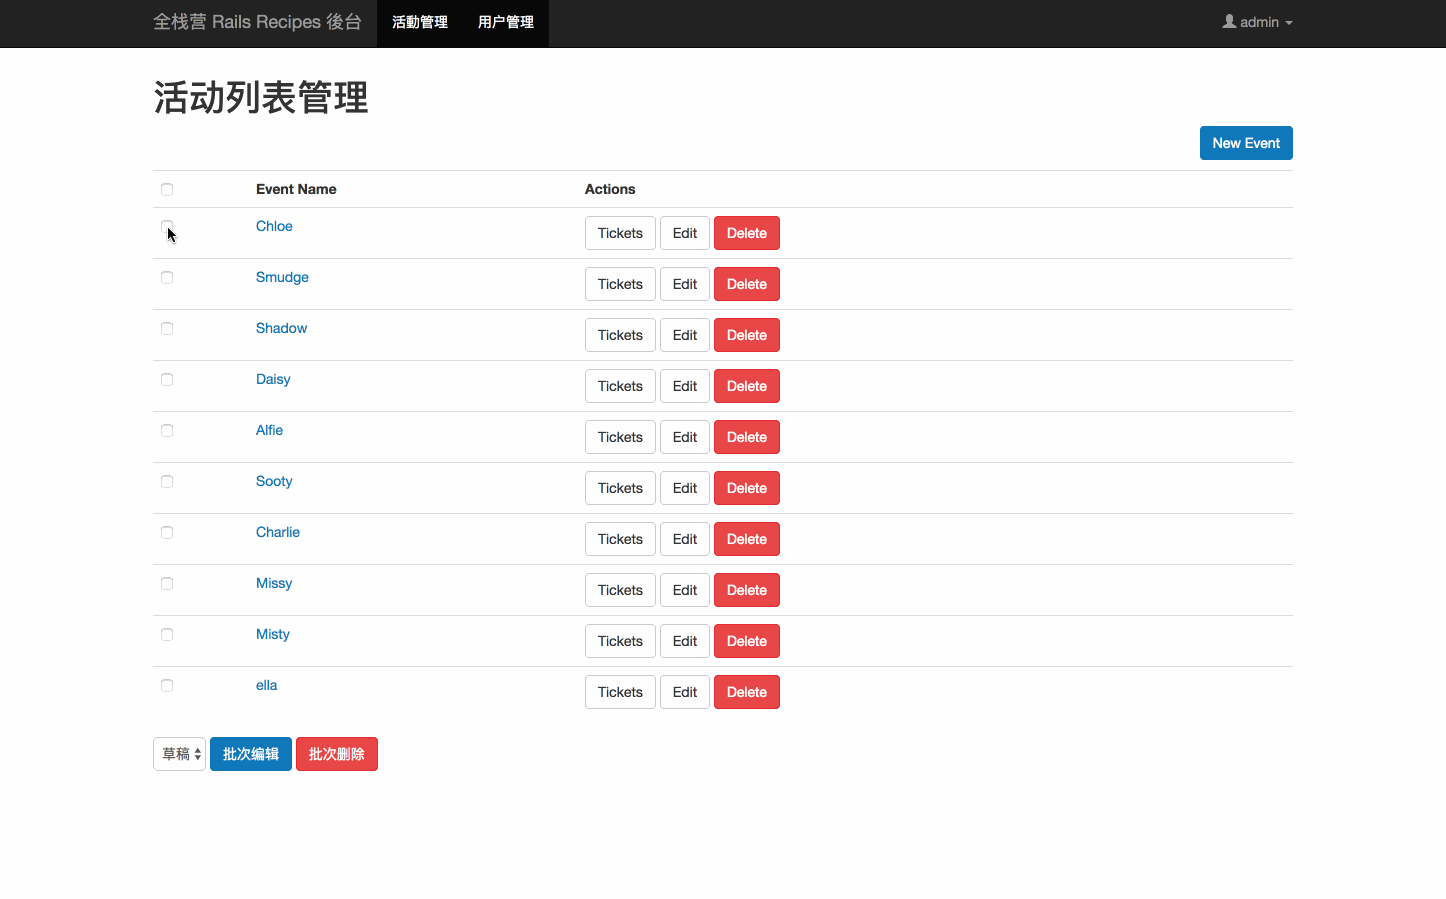 全栈营 Rails Recipes 後台 活動管理 用户管理 admin
活动列表管理
New Event
Event Name Actions
Chloe Tickets Edit Delete
Smudge Tickets Edit Delete
Shadow Tickets Edit Delete
Daisy Tickets Edit Delete
Alfie Tickets Edit Delete
Sooty Tickets Edit Delete
Charlie Tickets Edit Delete
Missy Tickets Edit Delete
Misty Tickets Edit Delete
ella Tickets Edit Delete
草稿 批次编辑 批次删除